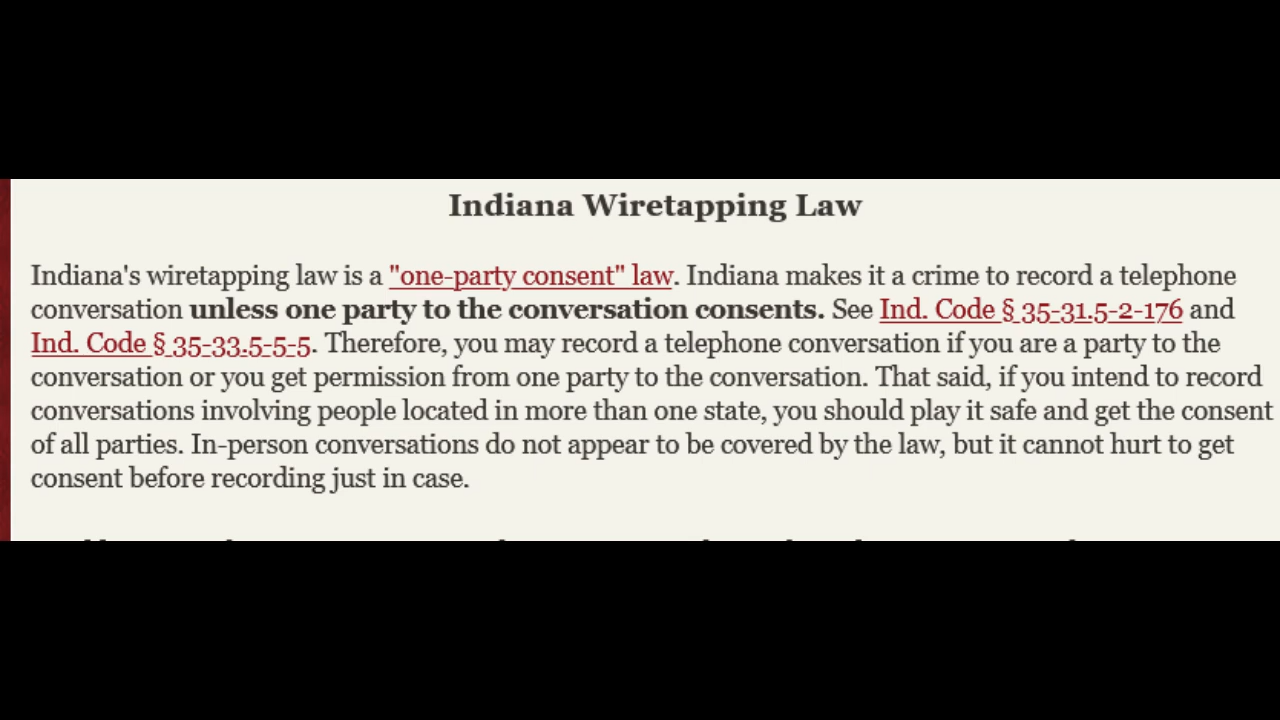 Indiana Wiretapping Law
Indiana's wiretapping law is a "one-party consent" law. Indiana makes it a crime to record a telephone
conversation unless one party to the conversation consents. See Ind. Code § 35-31.5-2-176 and
Ind. Code § 35-33.5-5-5. Therefore, you may record a telephone conversation if you are a party to the
conversation or you get permission from one party to the conversation. That said, if you intend to record
conversations involving people located in more than one state, you should play it safe and get the consent
of all parties. In-person conversations do not appear to be covered by the law, but it cannot hurt to get
consent before recording just in case.